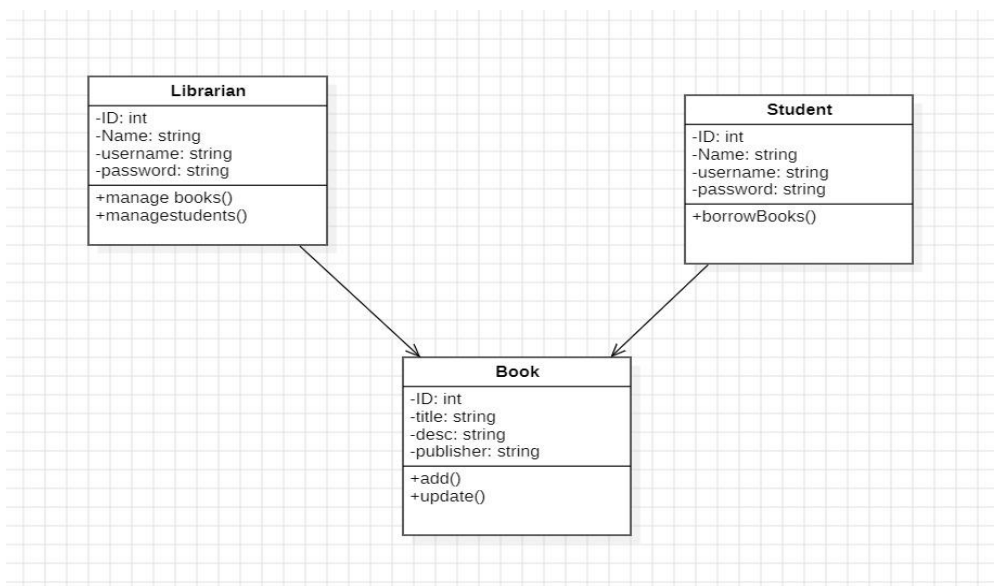 Librarian
-ID: int
-Name: string
-username: string
-password: string
+manage books()
+managestudents()
Student
-ID: int
-Name: string
-username: string
-password: string
+borrowBooks()
Book
-ID: int
-title: string
-desc: string
-publisher: string
+add()
+update()